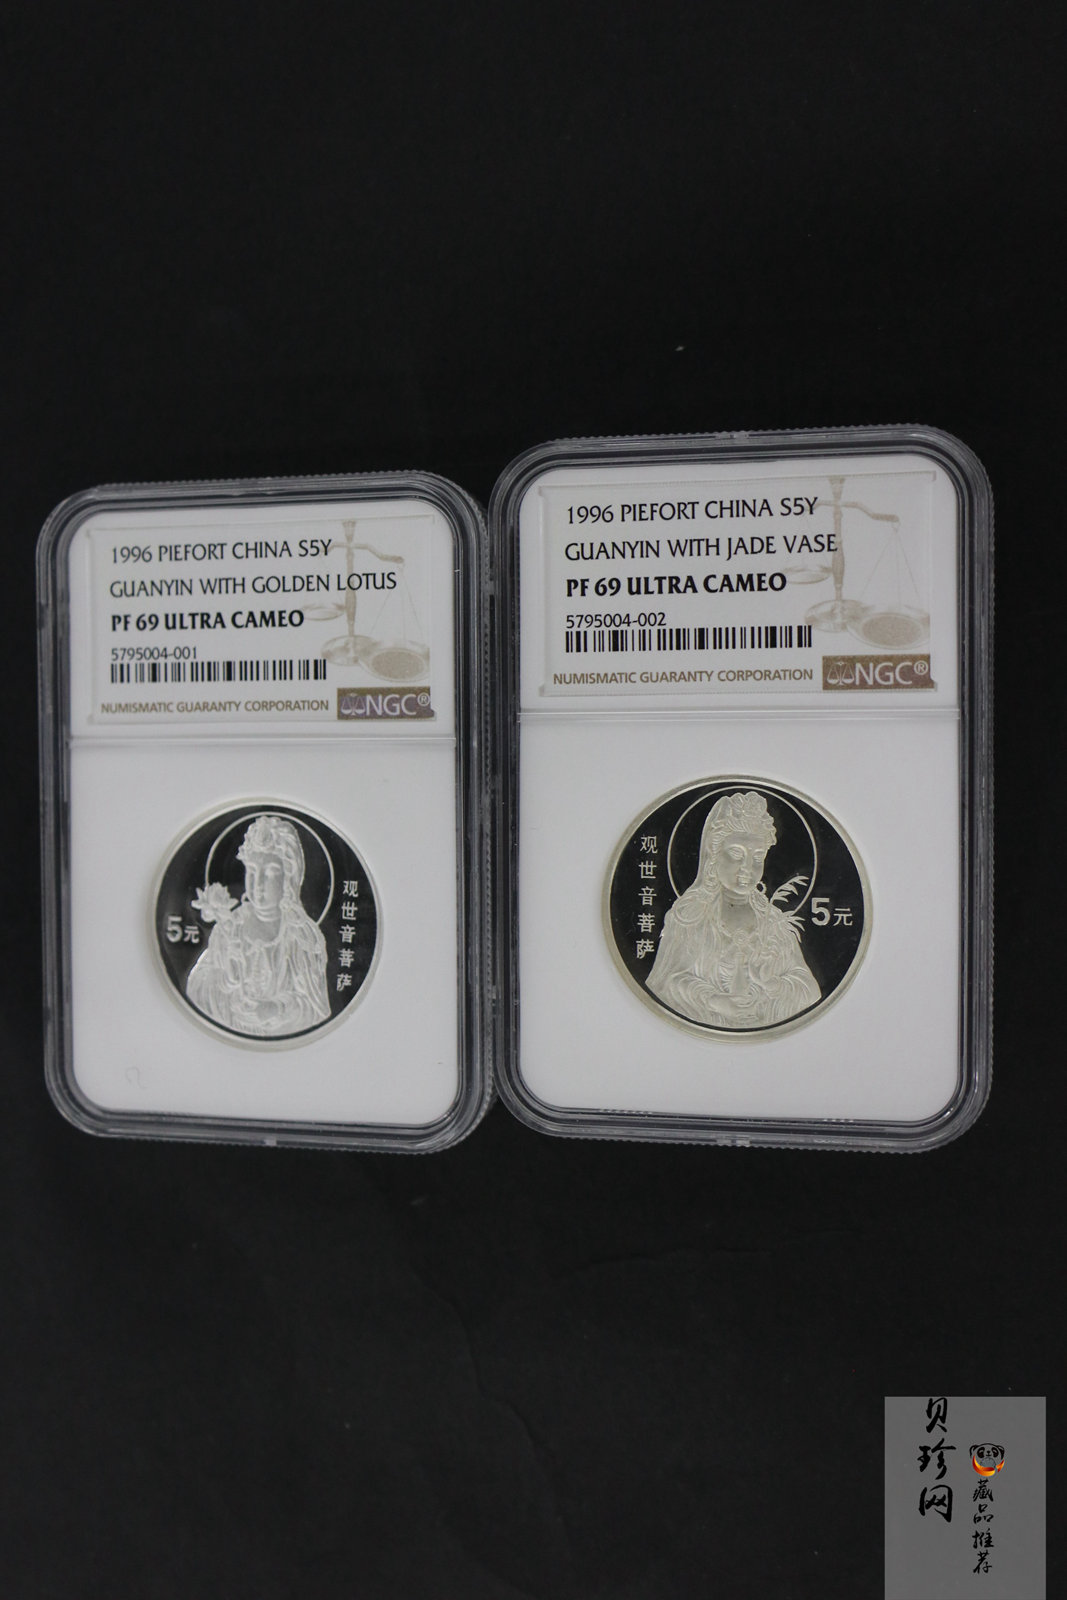 1996 PIEFORT CHINA S5Y
GUANYIN WITH GOLDEN LOTUS
PF 69 ULTRA CAMEO
5795004-001
NUMISMATIC GUARANTY CORPORATION
NGC®
5元
观世音菩萨
1996 PIEFORT CHINA S5Y
GUANYIN WITH JADE VASE
PF 69 ULTRA CAMEO
5795004-002
NUMISMATIC GUARANTY CORPORATION
NGC®
观世音菩萨
5元
贝珍网
藏品推荐